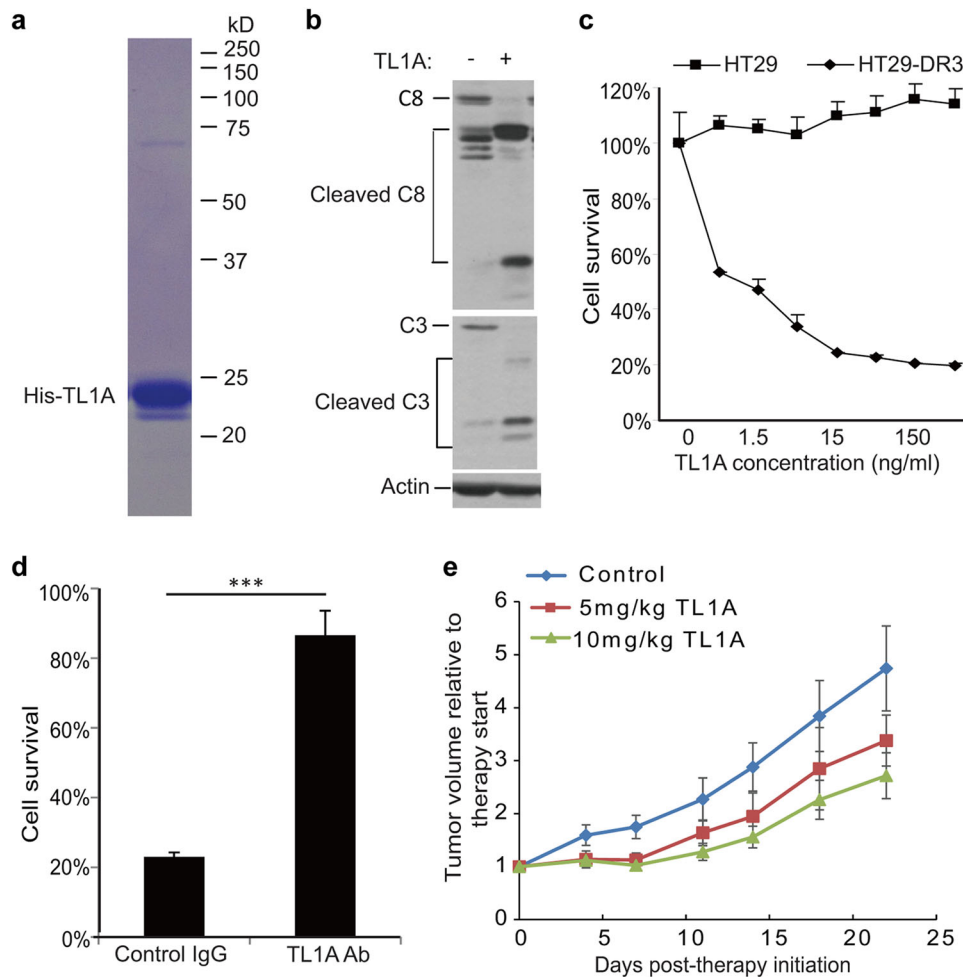 a
kD
250
150
100
75
50
37
25
20
His-TL1A
b
TL1A: - +
C8
Cleaved C8
C3
Cleaved C3
Actin
c
HT29 HT29-DR3
120%
100%
80%
60%
40%
20%
0%
Cell survival
0 1.5 15 150
TL1A concentration (ng/ml)
d
***
100%
80%
60%
40%
20%
0%
Cell survival
Control IgG TL1A Ab
e
Control
5mg/kg TL1A
10mg/kg TL1A
6
5
4
3
2
1
0
Tumor volume relative to
therapy start
0 5 10 15 20 25
Days post-therapy initiation